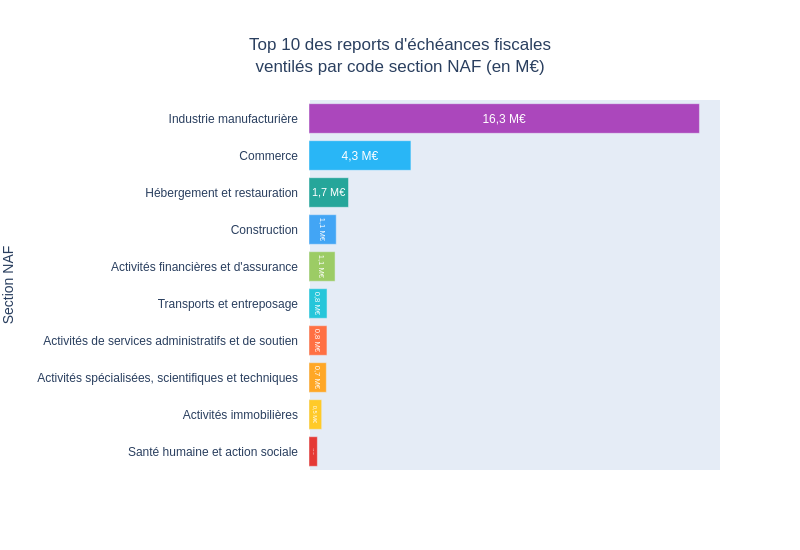 Top 10 des reports d'échéances fiscales
ventilés par code section NAF (en M€)
Section NAF
Industrie manufacturière
16,3 M€
Commerce
4,3 M€
Hébergement et restauration
1,7 M€
Construction
1,1 M€
Activités financières et d'assurance
1,1 M€
Transports et entreposage
0,8 M€
Activités de services administratifs et de soutien
0,8 M€
Activités spécialisées, scientifiques et techniques
0,7 M€
Activités immobilières
Santé humaine et action sociale